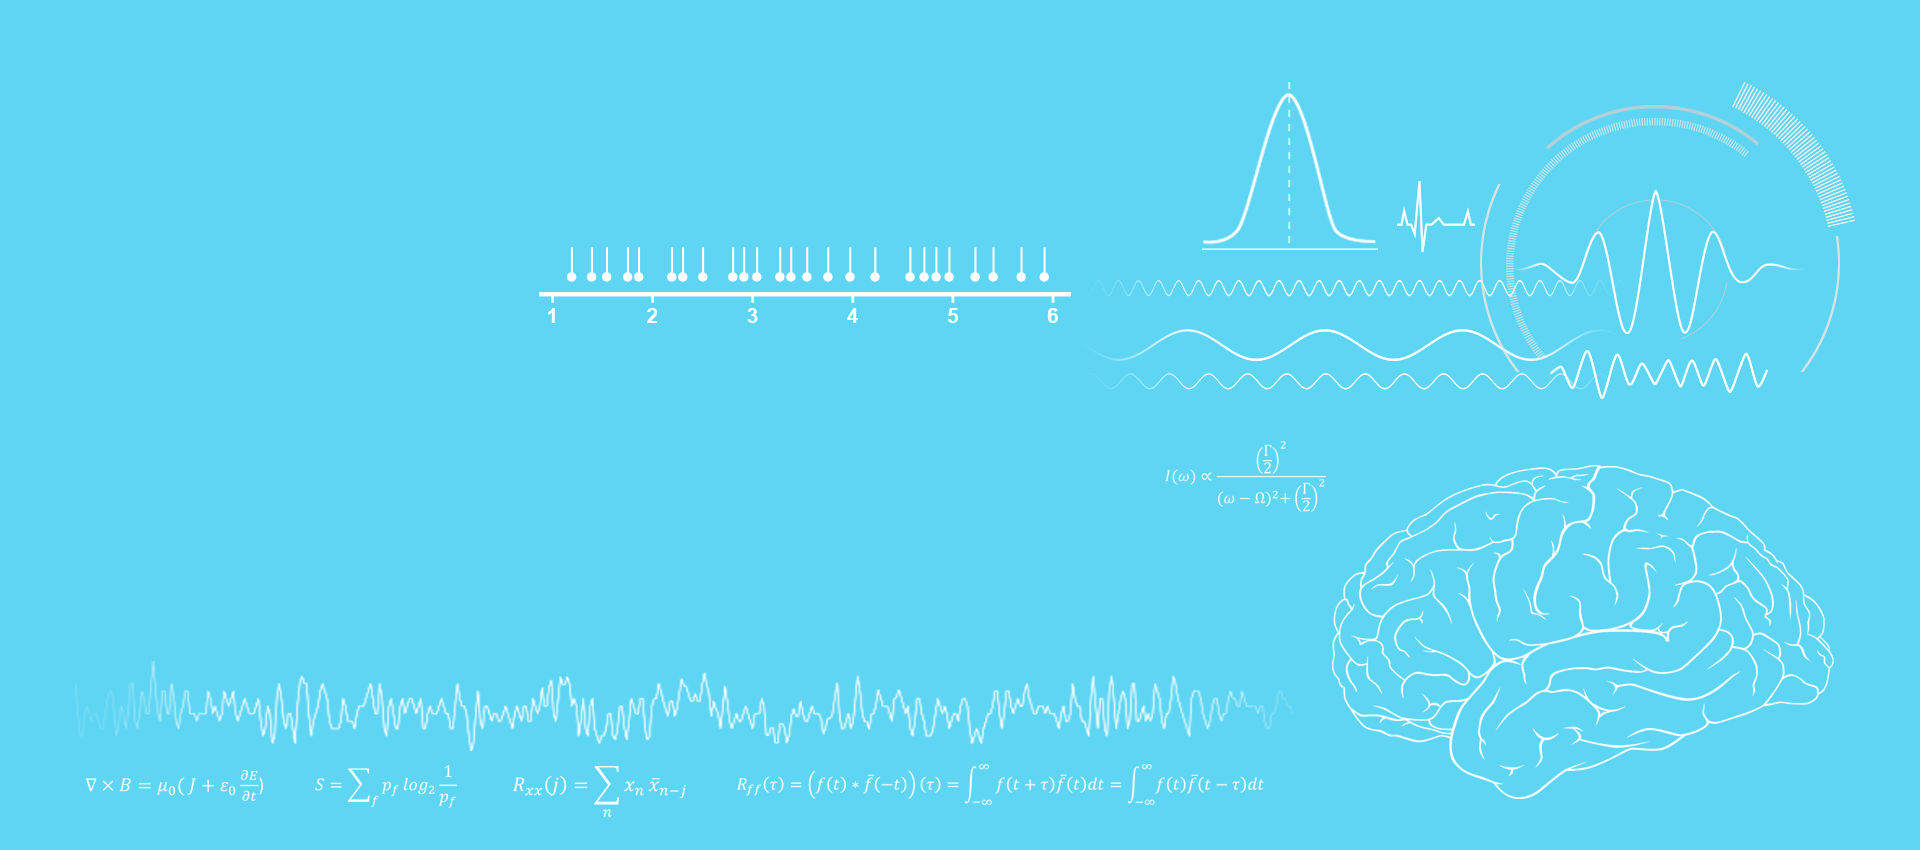 1 2 3 4 5 6
I(ω) ∝ (Γ/2)² / ((ω − Ω)² + (Γ/2)²)
∇ × B = μ₀( J + ε₀ ∂E/∂t)
S = ∑_f p_f log₂ 1/p_f
R_xx(j) = ∑_n x_n x̄_{n−j}
R_ff(τ) = (f(t) ∗ f̄(−t)) (τ) = ∫_{−∞}^{∞} f(t + τ)f̄(t)dt = ∫_{−∞}^{∞} f(t)f̄(t − τ)dt